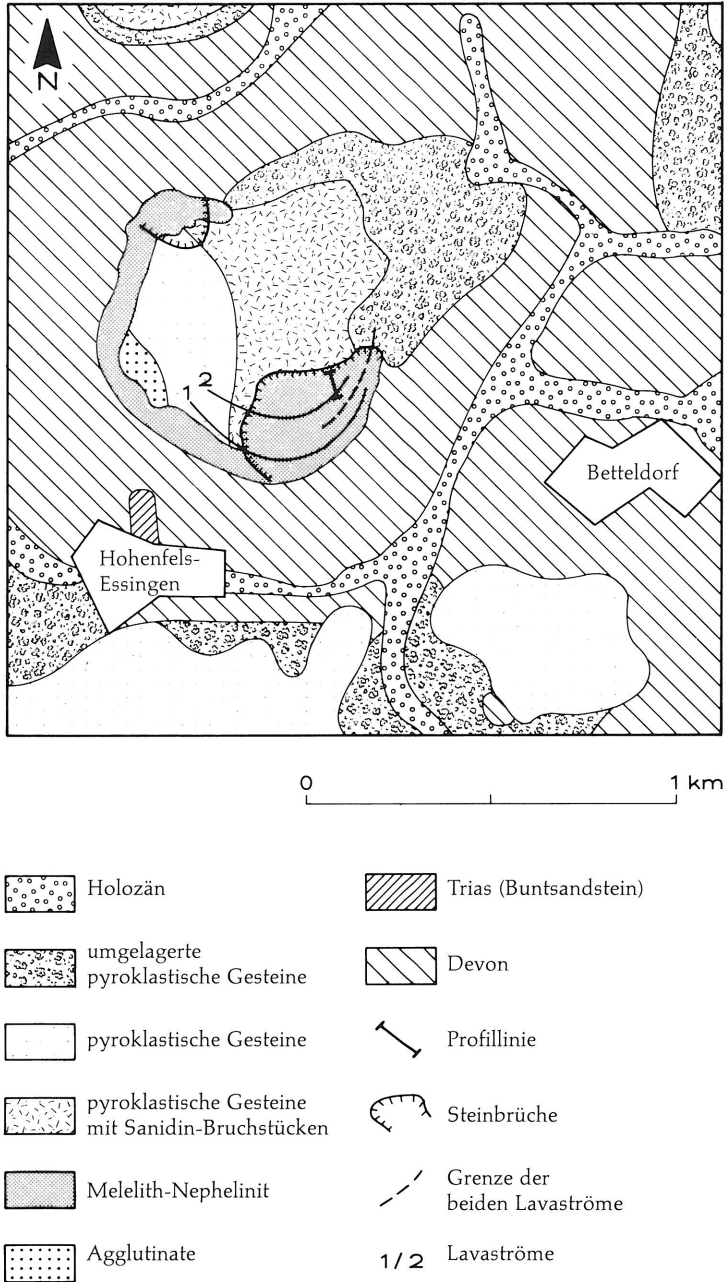 N
1 2
Betteldorf
Hohenfels-
Essingen
0 1 km
Holozän
umgelagerte
pyroklastische Gesteine
pyroklastische Gesteine
pyroklastische Gesteine
mit Sanidin-Bruchstücken
Melelith-Nephelinit
Agglutinate
Trias (Buntsandstein)
Devon
Profillinie
Steinbrüche
Grenze der
beiden Lavaströme
1/2 Lavaströme